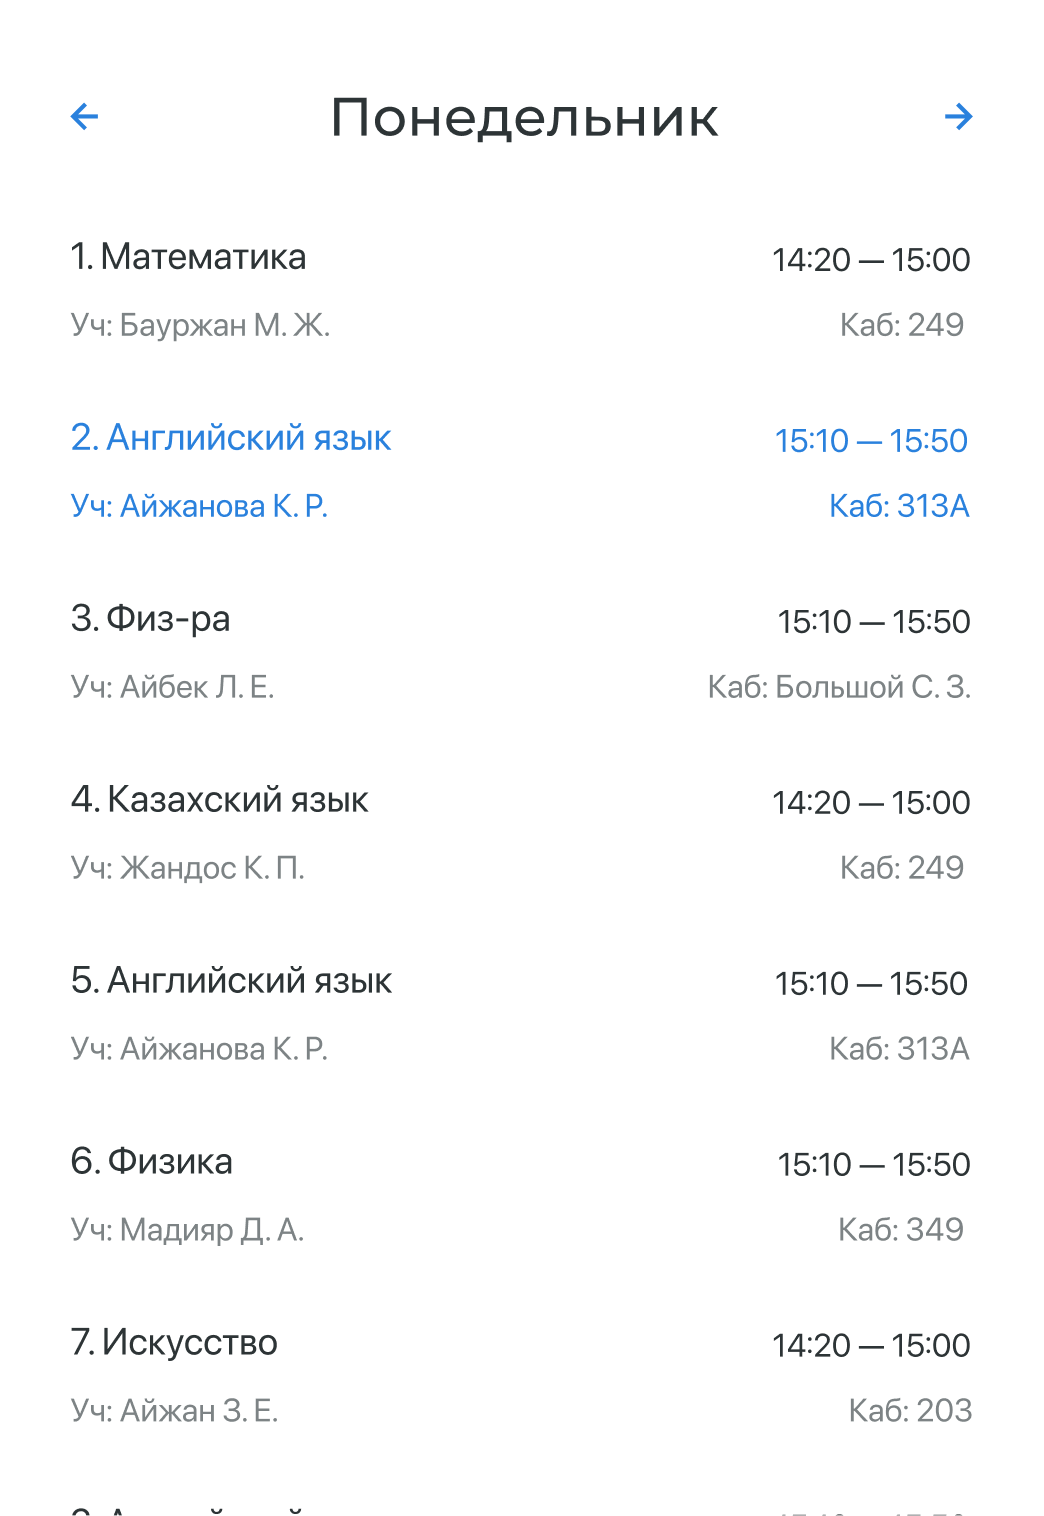 Понедельник
1. Математика 14:20 — 15:00
Уч: Бауржан М. Ж. Каб: 249
2. Английский язык 15:10 — 15:50
Уч: Айжанова К. Р. Каб: 313А
3. Физ-ра 15:10 — 15:50
Уч: Айбек Л. Е. Каб: Большой С. З.
4. Казахский язык 14:20 — 15:00
Уч: Жандос К. П. Каб: 249
5. Английский язык 15:10 — 15:50
Уч: Айжанова К. Р. Каб: 313А
6. Физика 15:10 — 15:50
Уч: Мадияр Д. А. Каб: 349
7. Искусство 14:20 — 15:00
Уч: Айжан З. Е. Каб: 203